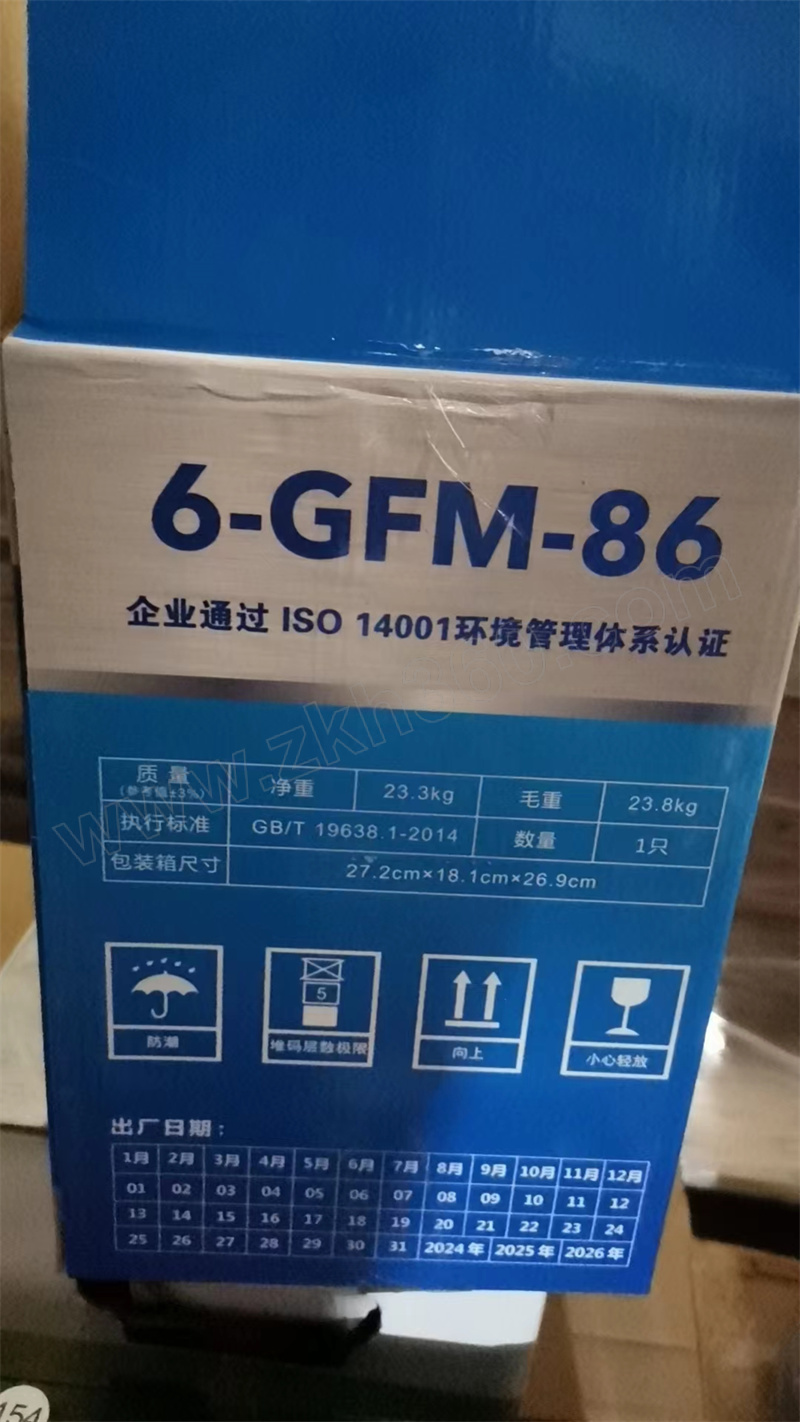 6-GFM-86
企业通过 ISO 14001环境管理体系认证
质量 净重 23.3kg 毛重 23.8kg
(参考值±3%)
执行标准 GB/T 19638.1-2014 数量 1只
包装箱尺寸 27.2cm×18.1cm×26.9cm
5
防潮 堆码层数极限 向上 小心轻放
出厂日期：
1月 2月 3月 4月 5月 6月 7月 8月 9月 10月 11月 12月
01 02 03 04 05 06 07 08 09 10 11 12
13 14 15 16 17 18 19 20 21 22 23 24
25 26 27 28 29 30 31 2024年 2025年 2026年
154